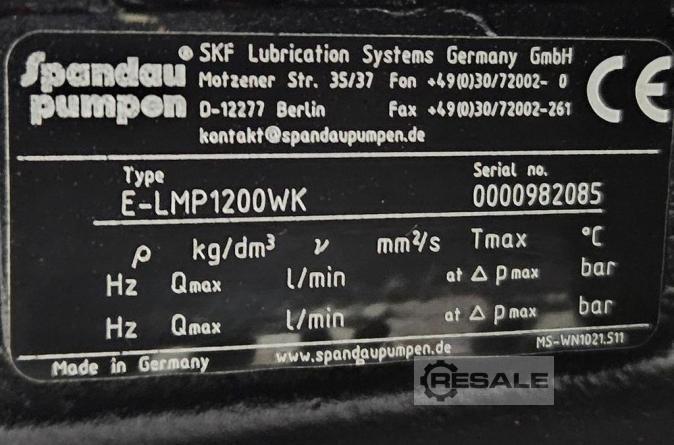 Spandau
pumpen
SKF Lubrication Systems Germany GmbH
Motzener Str. 35/37 Fon +49(0)30/72002- 0
D-12277 Berlin Fax +49(0)30/72002-261
kontakt@spandaupumpen.de
CE
Type Serial no.
E-LMP1200WK 0000982085
ρ kg/dm³ ν mm²/s Tmax °C
Hz Qmax l/min at Δ pmax bar
Hz Qmax l/min at Δ pmax bar
Made in Germany www.spandaupumpen.de MS-WN1021.511
RESALE